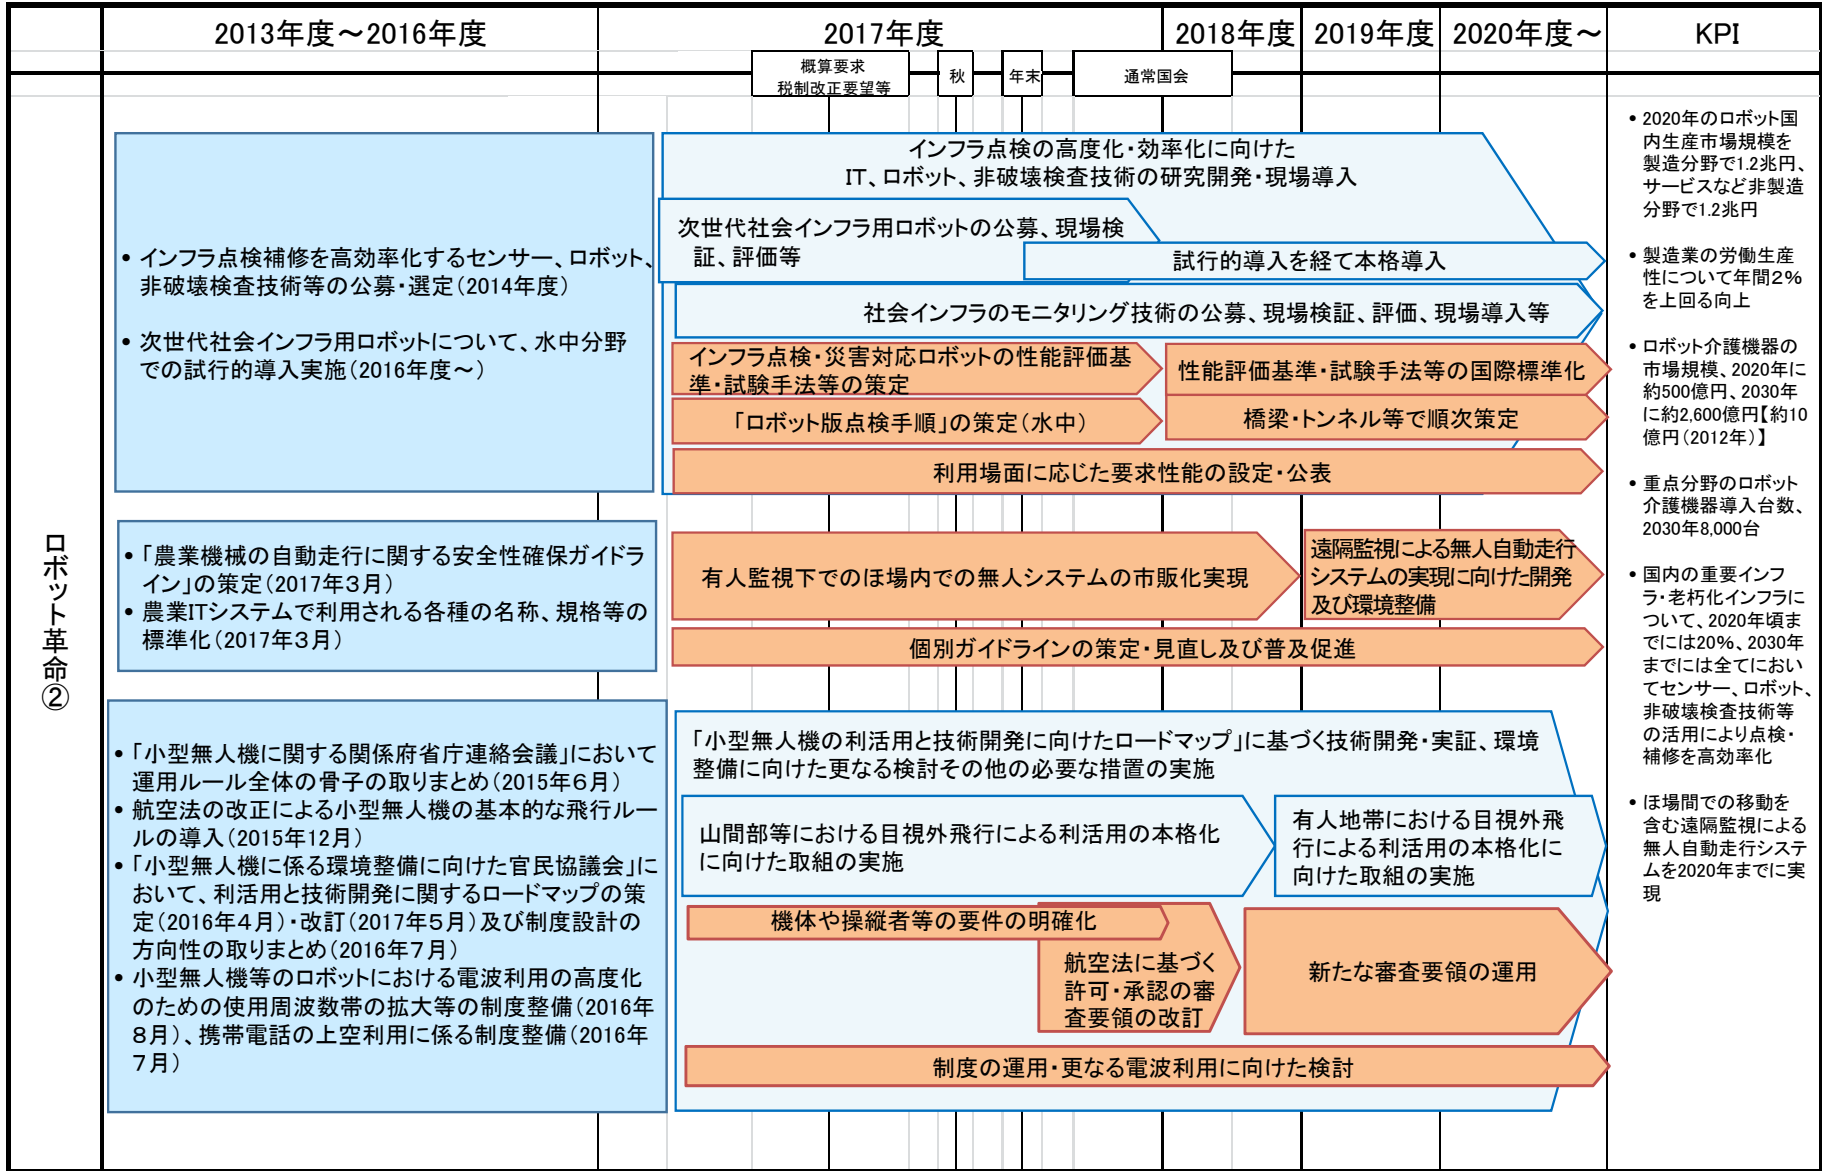 2013年度～2016年度
2017年度
2018年度
2019年度
2020年度～
KPI
概算要求
税制改正要望等
秋
年末
通常国会
ロボット革命②
• インフラ点検補修を高効率化するセンサー、ロボット、
非破壊検査技術等の公募・選定（2014年度）
• 次世代社会インフラ用ロボットについて、水中分野
での試行的導入実施（2016年度～）
インフラ点検の高度化・効率化に向けた
IT、ロボット、非破壊検査技術の研究開発・現場導入
次世代社会インフラ用ロボットの公募、現場検
証、評価等
試行的導入を経て本格導入
社会インフラのモニタリング技術の公募、現場検証、評価、現場導入等
インフラ点検・災害対応ロボットの性能評価基
準・試験手法等の策定
性能評価基準・試験手法等の国際標準化
「ロボット版点検手順」の策定（水中）
橋梁・トンネル等で順次策定
利用場面に応じた要求性能の設定・公表
• 「農業機械の自動走行に関する安全性確保ガイドラ
イン」の策定（2017年３月）
• 農業ITシステムで利用される各種の名称、規格等の
標準化（2017年３月）
有人監視下でのほ場内での無人システムの市販化実現
遠隔監視による無人自動走行
システムの実現に向けた開発
及び環境整備
個別ガイドラインの策定・見直し及び普及促進
• 「小型無人機に関する関係府省庁連絡会議」において
運用ルール全体の骨子の取りまとめ（2015年６月）
• 航空法の改正による小型無人機の基本的な飛行ルー
ルの導入（2015年12月）
• 「小型無人機に係る環境整備に向けた官民協議会」に
おいて、利活用と技術開発に関するロードマップの策
定（2016年４月）・改訂（2017年５月）及び制度設計の
方向性の取りまとめ（2016年７月）
• 小型無人機等のロボットにおける電波利用の高度化
のための使用周波数帯の拡大等の制度整備（2016年
８月）、携帯電話の上空利用に係る制度整備（2016年
７月）
「小型無人機の利活用と技術開発に向けたロードマップ」に基づく技術開発・実証、環境
整備に向けた更なる検討その他の必要な措置の実施
山間部等における目視外飛行による利活用の本格化
に向けた取組の実施
有人地帯における目視外飛
行による利活用の本格化に
向けた取組の実施
機体や操縦者等の要件の明確化
航空法に基づく
許可・承認の審
査要領の改訂
新たな審査要領の運用
制度の運用・更なる電波利用に向けた検討
• 2020年のロボット国
内生産市場規模を
製造分野で1.2兆円、
サービスなど非製造
分野で1.2兆円
• 製造業の労働生産
性について年間２％
を上回る向上
• ロボット介護機器の
市場規模、2020年に
約500億円、2030年
に約2,600億円【約10
億円（2012年）】
• 重点分野のロボット
介護機器導入台数、
2030年8,000台
• 国内の重要インフ
ラ・老朽化インフラに
ついて、2020年頃ま
でには20％、2030年
までには全てにおい
てセンサー、ロボット、
非破壊検査技術等
の活用により点検・
補修を高効率化
• ほ場間での移動を
含む遠隔監視による
無人自動走行システ
ムを2020年までに実
現